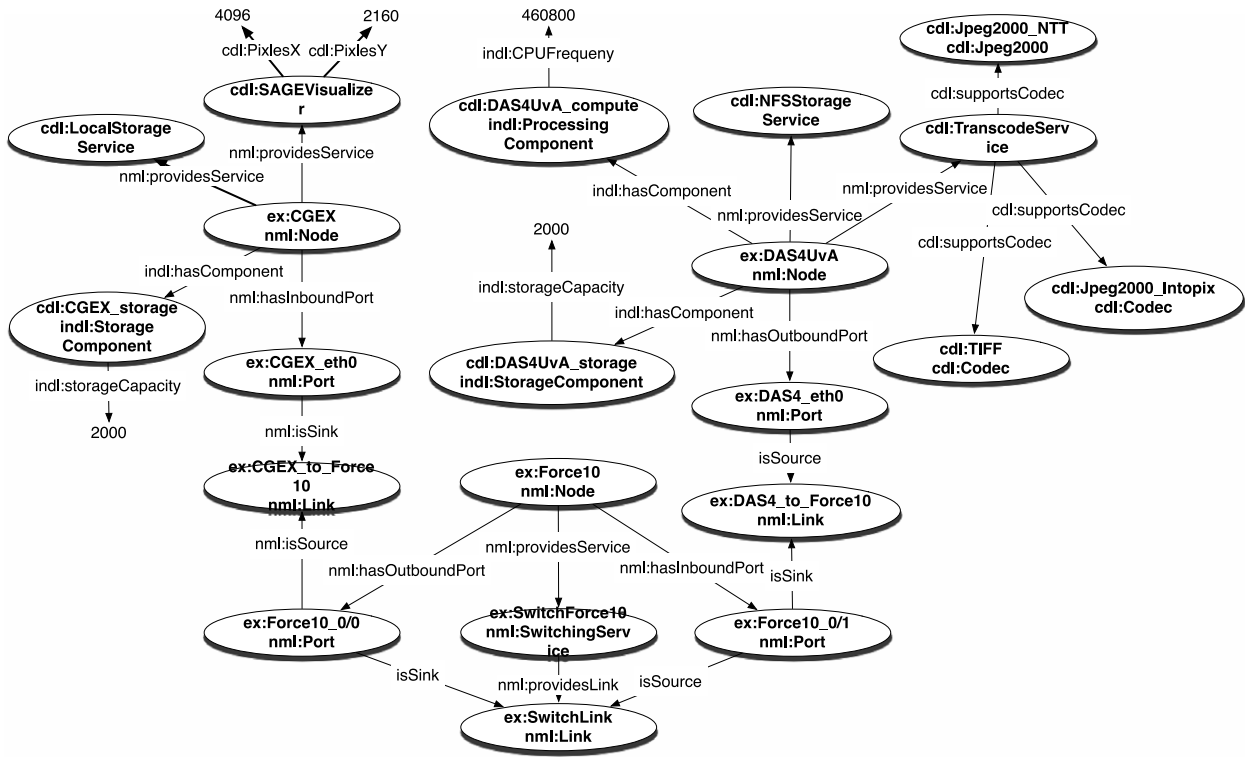 4096
2160
cdl:PixlesX
cdl:PixlesY
cdl:SAGEVisualize
r
cdl:LocalStorage
Service
nml:providesService
nml:providesService
ex:CGEX
nml:Node
indl:hasComponent
nml:hasInboundPort
cdl:CGEX_storage
indl:Storage
Component
indl:storageCapacity
2000
ex:CGEX_eth0
nml:Port
nml:isSink
ex:CGEX_to_Force
10
nml:Link
nml:isSource
460800
indl:CPUFrequeny
cdl:DAS4UvA_compute
indl:Processing
Component
indl:hasComponent
cdl:NFSStorage
Service
nml:providesService
cdl:Jpeg2000_NTT
cdl:Jpeg2000
cdl:supportsCodec
cdl:TranscodeServ
ice
nml:providesService
cdl:supportsCodec
cdl:supportsCodec
cdl:Jpeg2000_Intopix
cdl:Codec
cdl:TIFF
cdl:Codec
ex:DAS4UvA
nml:Node
2000
indl:storageCapacity
indl:hasComponent
cdl:DAS4UvA_storage
indl:StorageComponent
nml:hasOutboundPort
ex:DAS4_eth0
nml:Port
isSource
ex:DAS4_to_Force10
nml:Link
isSink
ex:Force10
nml:Node
nml:hasOutboundPort
nml:providesService
nml:hasInboundPort
ex:Force10_0/0
nml:Port
ex:SwitchForce10
nml:SwitchingServ
ice
ex:Force10_0/1
nml:Port
isSink
nml:providesLink
isSource
ex:SwitchLink
nml:Link